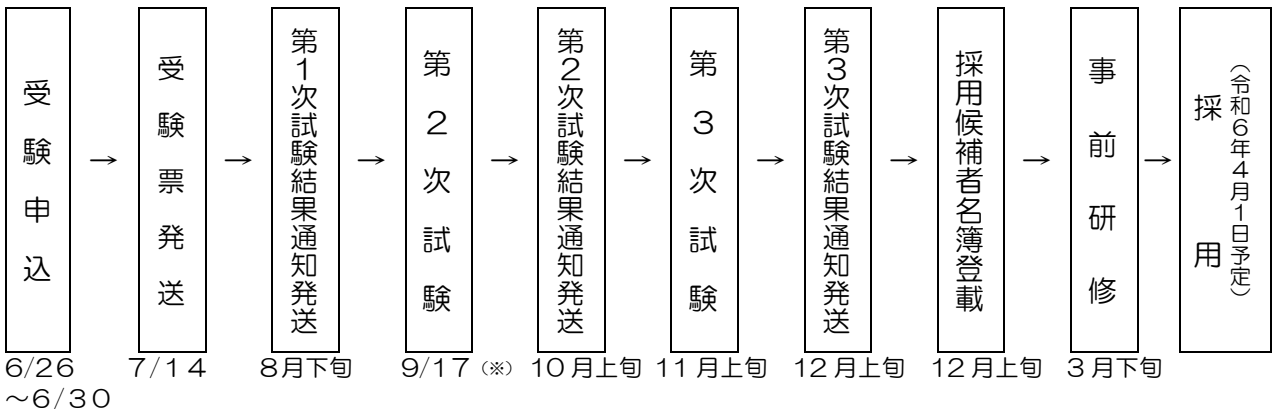 受験申込
→
受験票発送
→
第1次試験結果通知発送
→
第2次試験
→
第2次試験結果通知発送
→
第3次試験
→
第3次試験結果通知発送
→
採用候補者名簿登載
→
事前研修
→
採用
（令和6年4月1日予定）
6/26
～6/30
7/14
8月下旬
9/17（※）
10月上旬
11月上旬
12月上旬
12月上旬
3月下旬